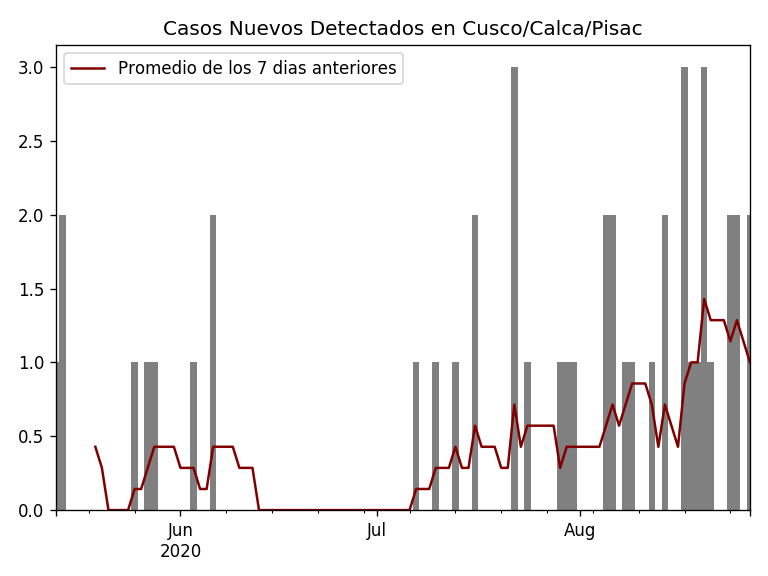 Casos Nuevos Detectados en Cusco/Calca/Pisac
Promedio de los 7 dias anteriores
3.0
2.5
2.0
1.5
1.0
0.5
0.0
Jun
2020
Jul
Aug